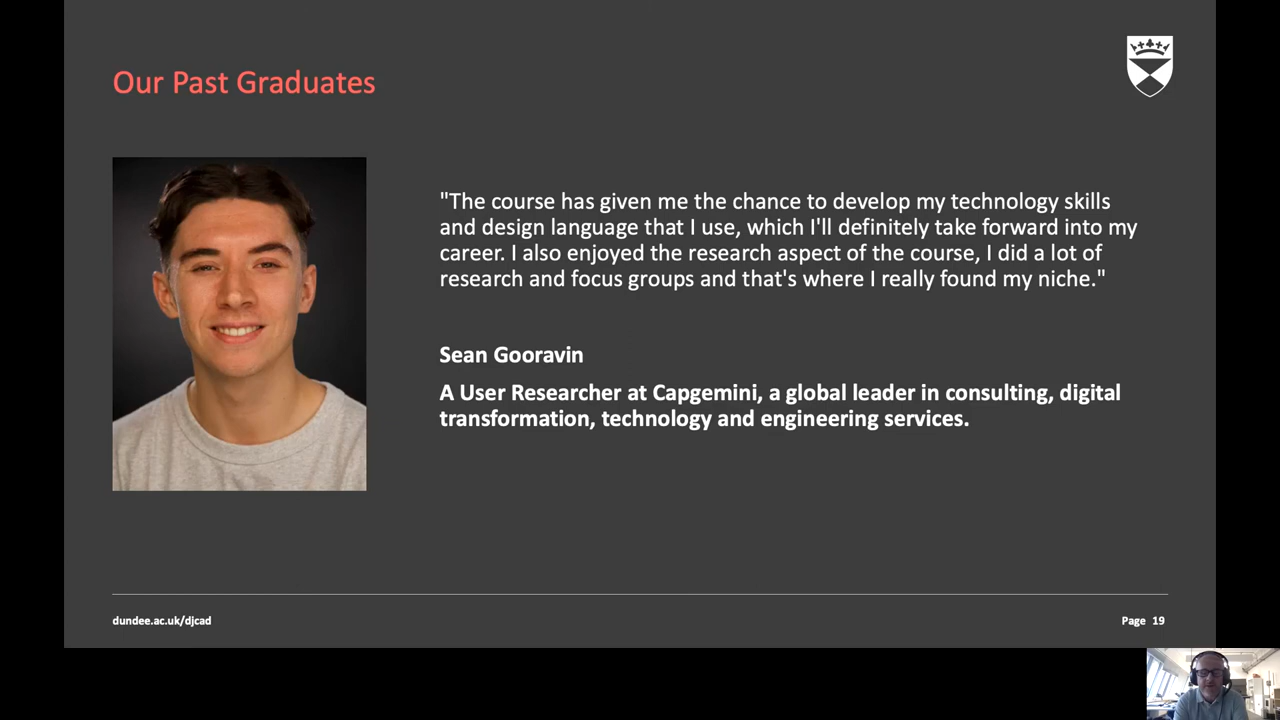 Our Past Graduates
"The course has given me the chance to develop my technology skills
and design language that I use, which I'll definitely take forward into my
career. I also enjoyed the research aspect of the course, I did a lot of
research and focus groups and that's where I really found my niche."
Sean Gooravin
A User Researcher at Capgemini, a global leader in consulting, digital
transformation, technology and engineering services.
dundee.ac.uk/djcad
Page 19